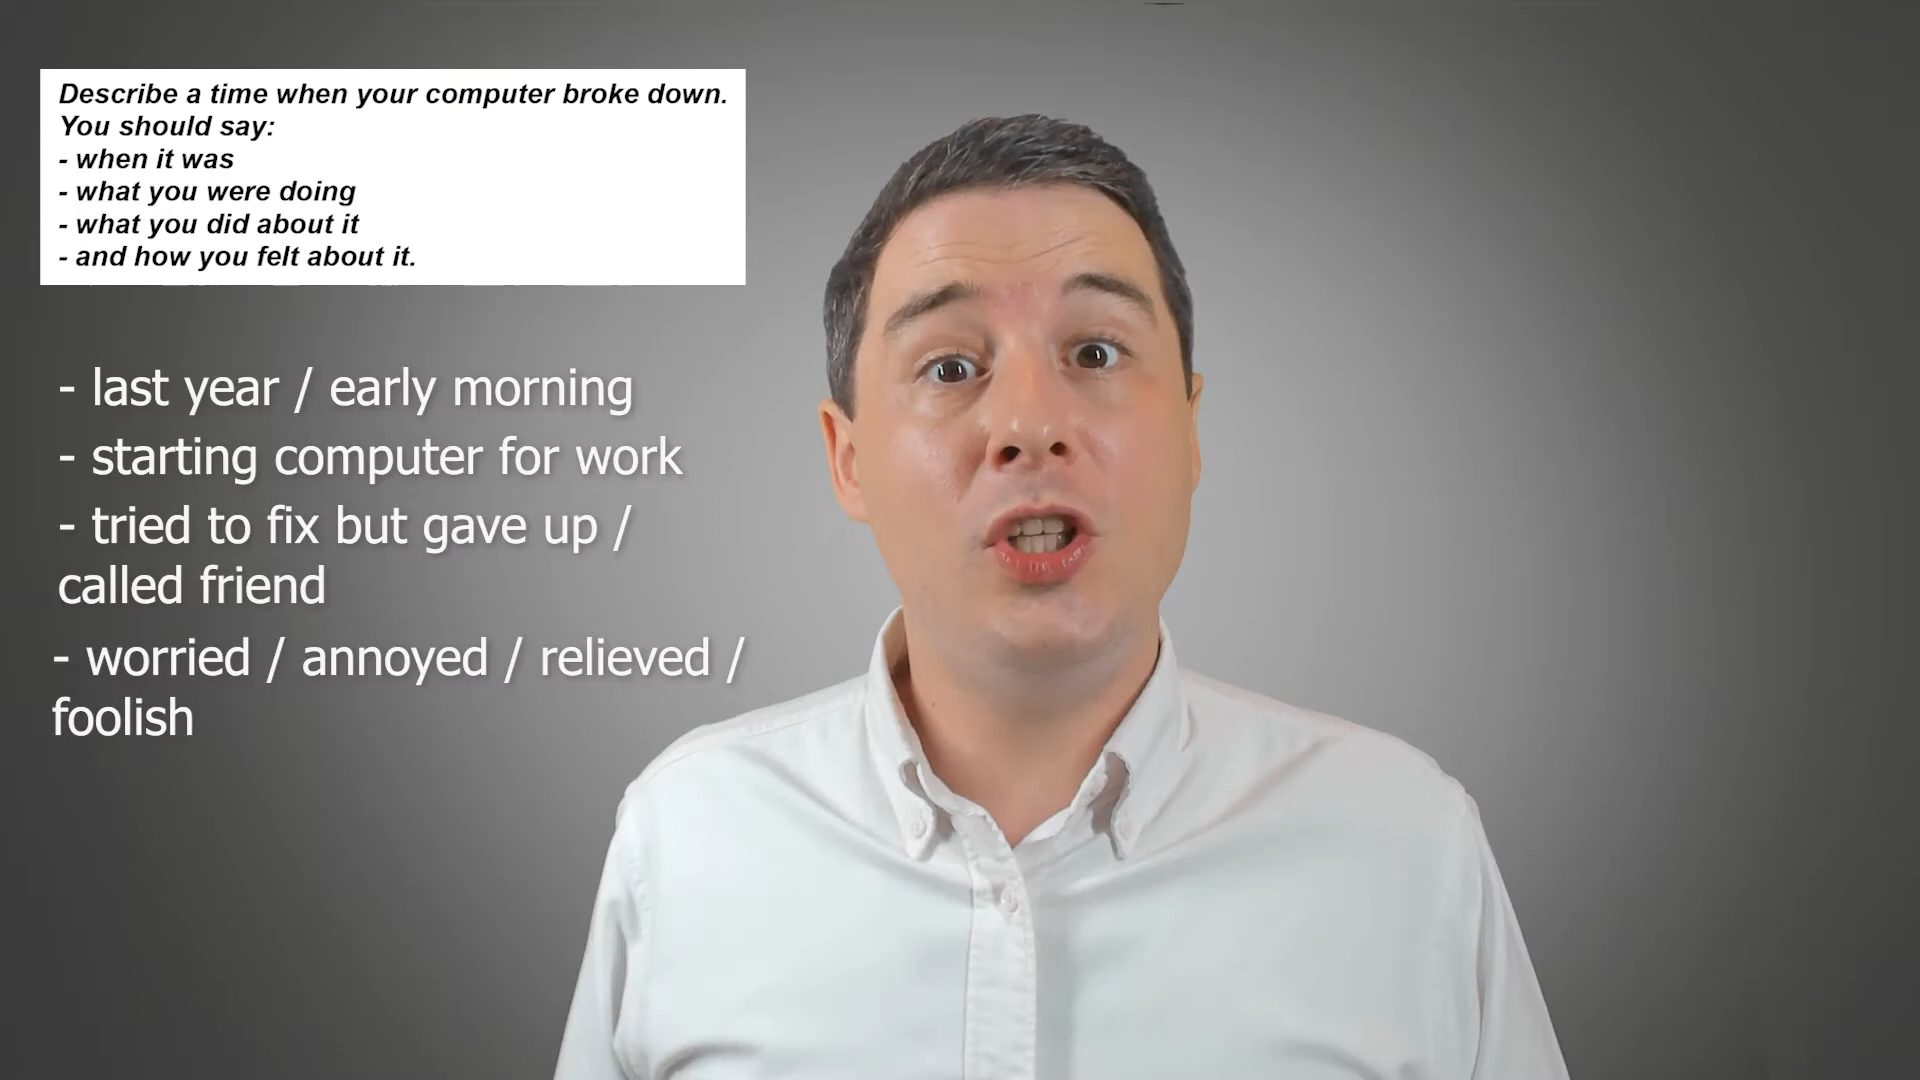 Describe a time when your computer broke down.
You should say:
- when it was
- what you were doing
- what you did about it
- and how you felt about it.
- last year / early morning
- starting computer for work
- tried to fix but gave up /
called friend
- worried / annoyed / relieved /
foolish